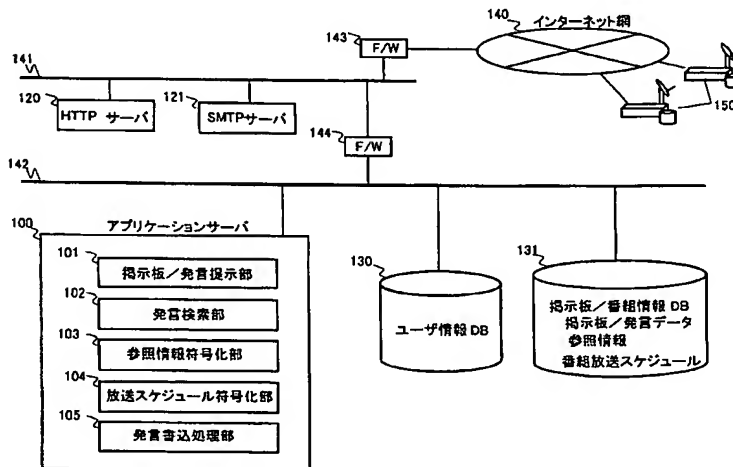 140
インターネット網
143
F/W
141
120
HTTP サーバ
121
SMTPサーバ
150
144
F/W
142
100
アプリケーションサーバ
101
掲示板/発言提示部
102
発言検索部
103
参照情報符号化部
104
放送スケジュール符号化部
105
発言書込処理部
130
ユーザ情報 DB
131
掲示板/番組情報 DB
掲示板/発言データ
参照情報
番組放送スケジュール